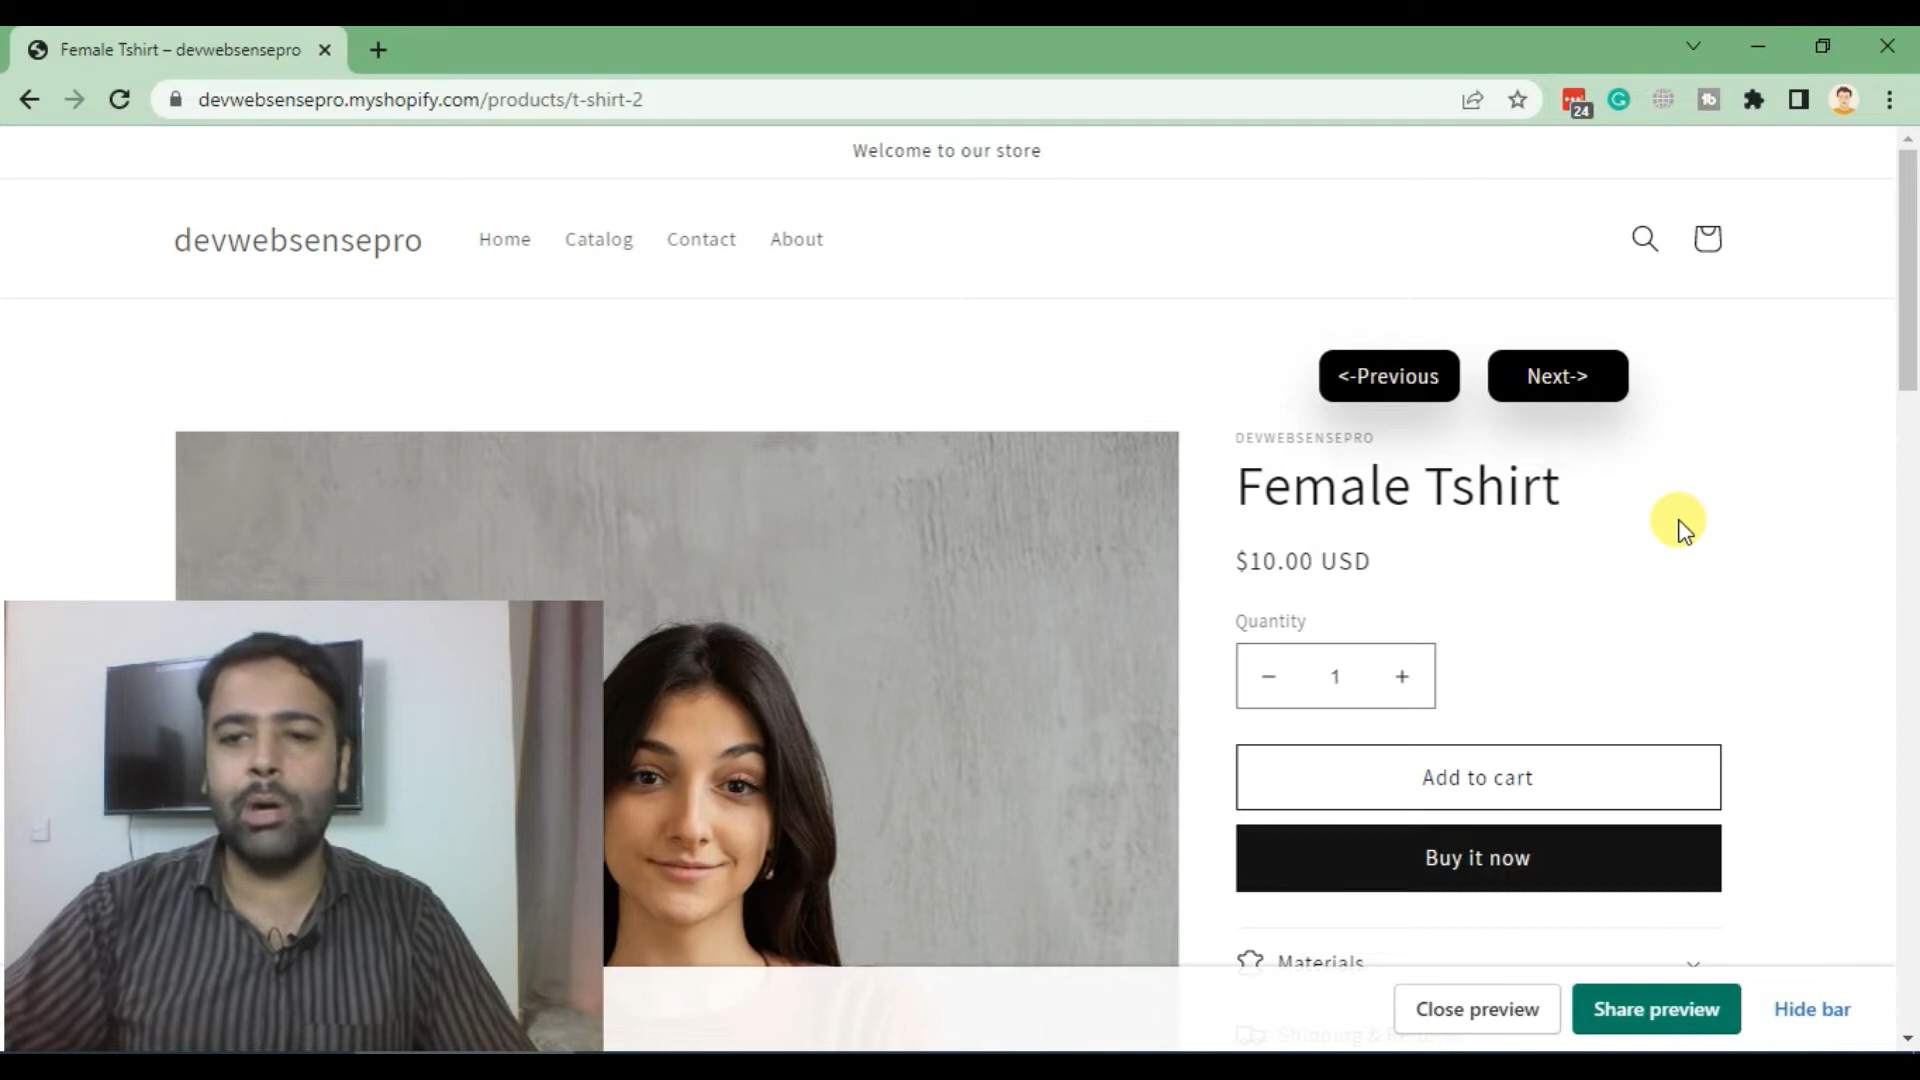 Female Tshirt – devwebsensepro
devwebsensepro.myshopify.com/products/t-shirt-2
24
Welcome to our store
devwebsensepro
Home
Catalog
Contact
About
<-Previous
Next->
DEVWEBSENSEPRO
Female Tshirt
$10.00 USD
Quantity
1
Add to cart
Buy it now
Materials
Close preview
Share preview
Hide bar